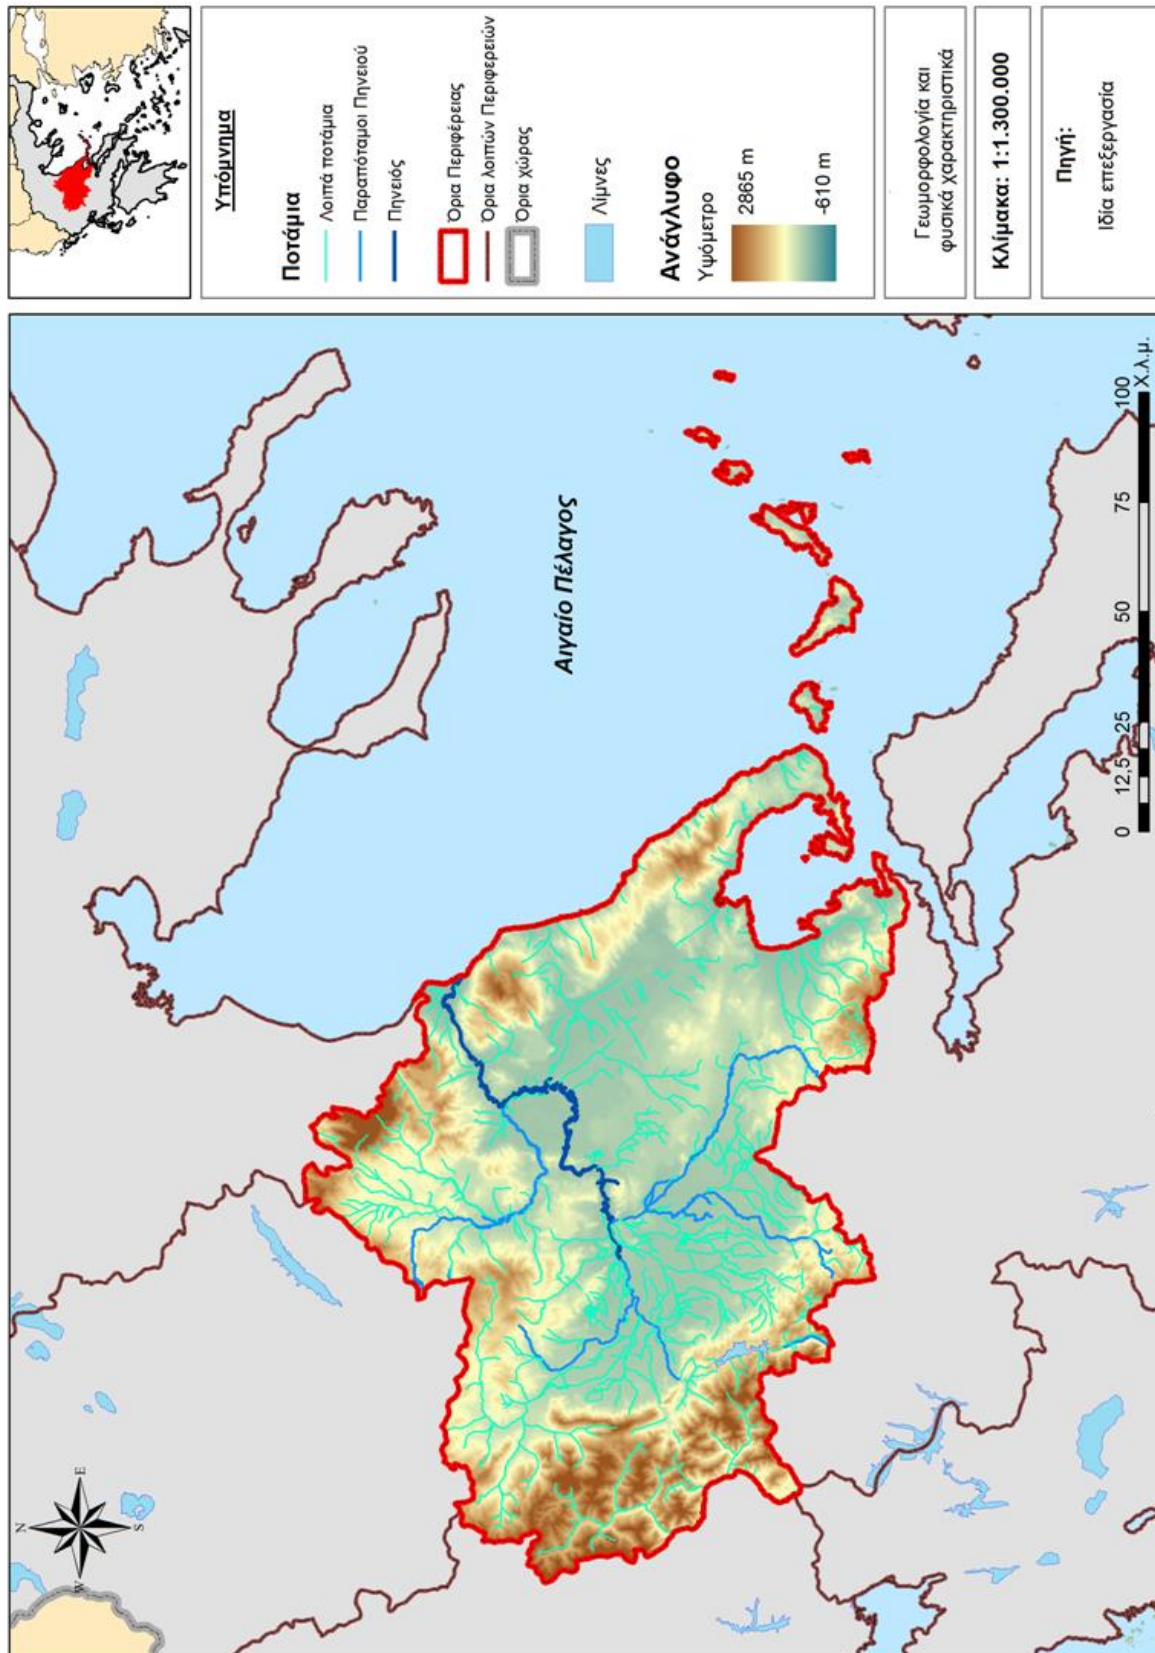 Υπόμνημα
Ποτάμια
Λοιπά ποτάμια
Παραπόταμοι Πηνειού
Πηνειός
Όρια Περιφέρειας
Όρια λοιπών Περιφερειών
Όρια χώρας
Λίμνες
Ανάγλυφο
Υψόμετρο
2865 m
-610 m
Γεωμορφολογία και
φυσικά χαρακτηριστικά
Κλίμακα: 1:1.300.000
Πηγή:
Ιδία επεξεργασία
N
W E
S
Αιγαίο Πέλαγος
0 12,5 25 50 75 100
Χ.λ.μ.